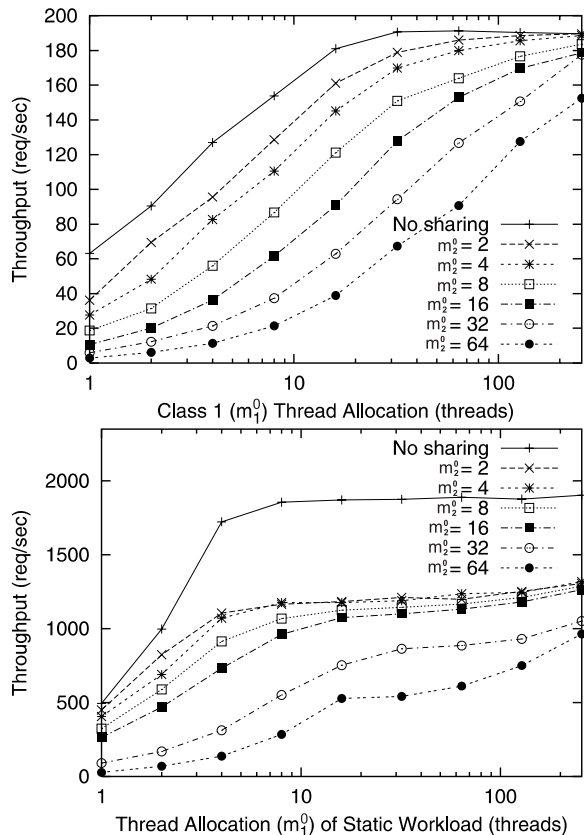 200
180
160
140
120
100
80
60
40
20
0
Throughput (req/sec)
No sharing
m₂⁰ = 2
m₂⁰ = 4
m₂⁰ = 8
m₂⁰ = 16
m₂⁰ = 32
m₂⁰ = 64
1 10 100
Class 1 (m₁⁰) Thread Allocation (threads)
2000
1500
1000
500
0
Throughput (req/sec)
No sharing
m₂⁰ = 2
m₂⁰ = 4
m₂⁰ = 8
m₂⁰ = 16
m₂⁰ = 32
m₂⁰ = 64
1 10 100
Thread Allocation (m₁⁰) of Static Workload (threads)